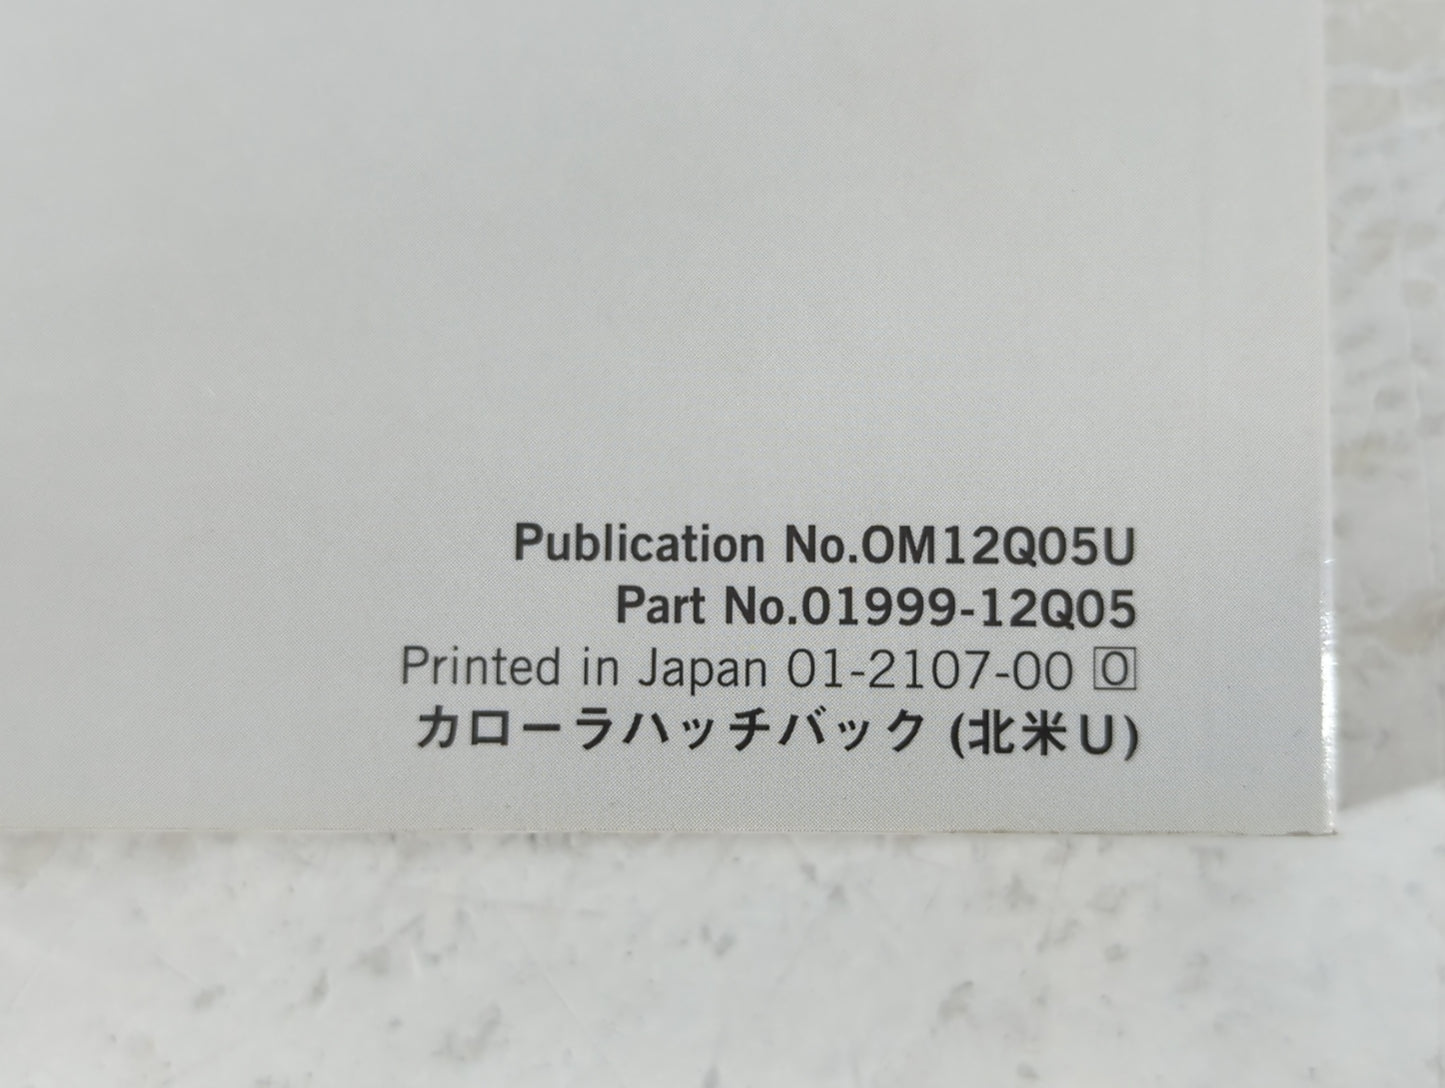 Publication No.OM12Q05U
Part No.01999-12Q05
Printed in Japan 01-2107-00 O
カローラハッチバック (北米U)